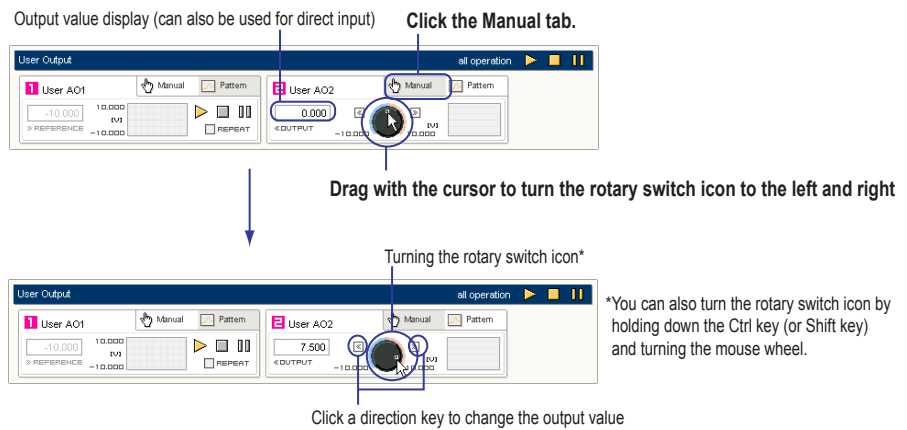 Output value display (can also be used for direct input)
Click the Manual tab.
User Output
all operation
1 User AO1
Manual
Pattern
2 User AO2
Manual
Pattern
-10.000
10.000
[V]
-10.000
> REFERENCE
REPEAT
0.000
<OUTPUT
«
»
-10.000
[V]
10.000
Drag with the cursor to turn the rotary switch icon to the left and right
Turning the rotary switch icon*
User Output
all operation
1 User AO1
Manual
Pattern
2 User AO2
Manual
Pattern
-10.000
10.000
[V]
-10.000
> REFERENCE
REPEAT
7.500
<OUTPUT
«
»
-10.000
[V]
10.000
*You can also turn the rotary switch icon by
holding down the Ctrl key (or Shift key)
and turning the mouse wheel.
Click a direction key to change the output value